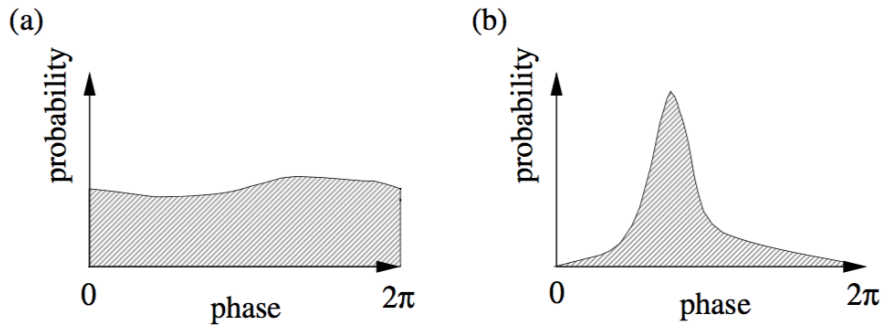 (a)
probability
0
phase
2π
(b)
probability
0
phase
2π